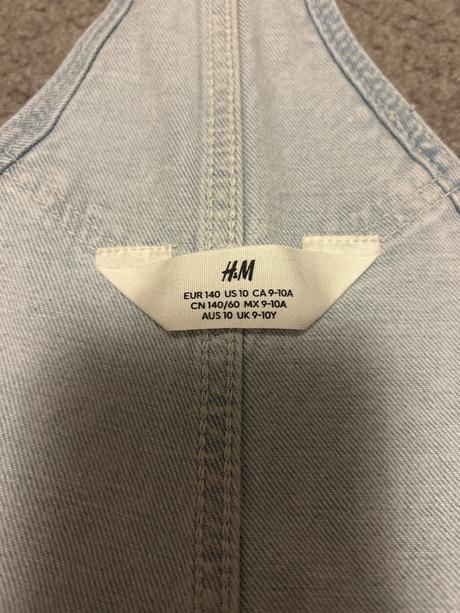 H&M
EUR 140 US 10 CA 9-10A
CN 140/60 MX 9-10A
AUS 10 UK 9-10Y